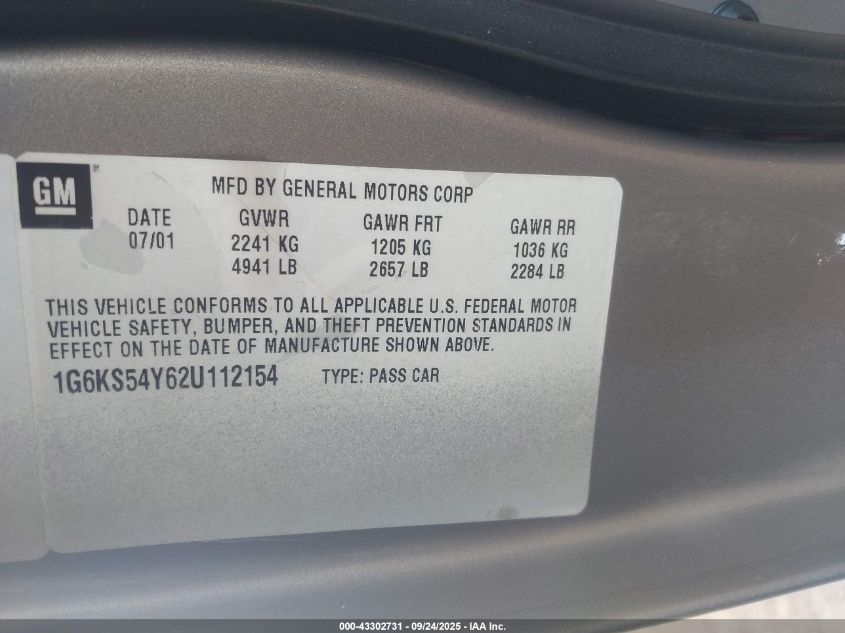 GM
MFD BY GENERAL MOTORS CORP
DATE GVWR GAWR FRT GAWR RR
07/01 2241 KG 1205 KG 1036 KG
4941 LB 2657 LB 2284 LB
THIS VEHICLE CONFORMS TO ALL APPLICABLE U.S. FEDERAL MOTOR
VEHICLE SAFETY, BUMPER, AND THEFT PREVENTION STANDARDS IN
EFFECT ON THE DATE OF MANUFACTURE SHOWN ABOVE.
1G6KS54Y62U112154 TYPE: PASS CAR
000-43302731 - 09/24/2025 - IAA Inc.